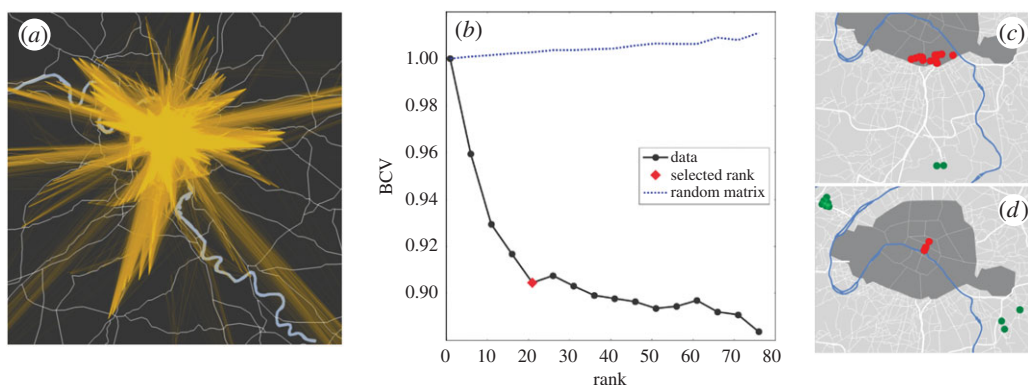 (a)
(b)
1.00
0.98
0.96
0.94
0.92
0.90
BCV
0 10 20 30 40 50 60 70 80
rank
data
selected rank
random matrix
(c)
(d)